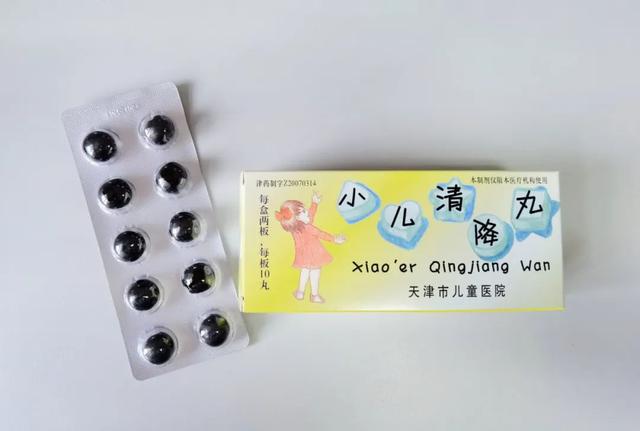 津药制字Z20070314
本制剂仅限本医疗机构使用
每盒两板，每板10丸
小儿清降丸
Xiao'er Qingjiang Wan
天津市儿童医院